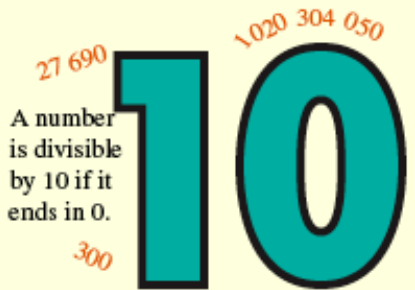 27 690
1 020 304 050
10
A number
is divisible
by 10 if it
ends in 0.
300